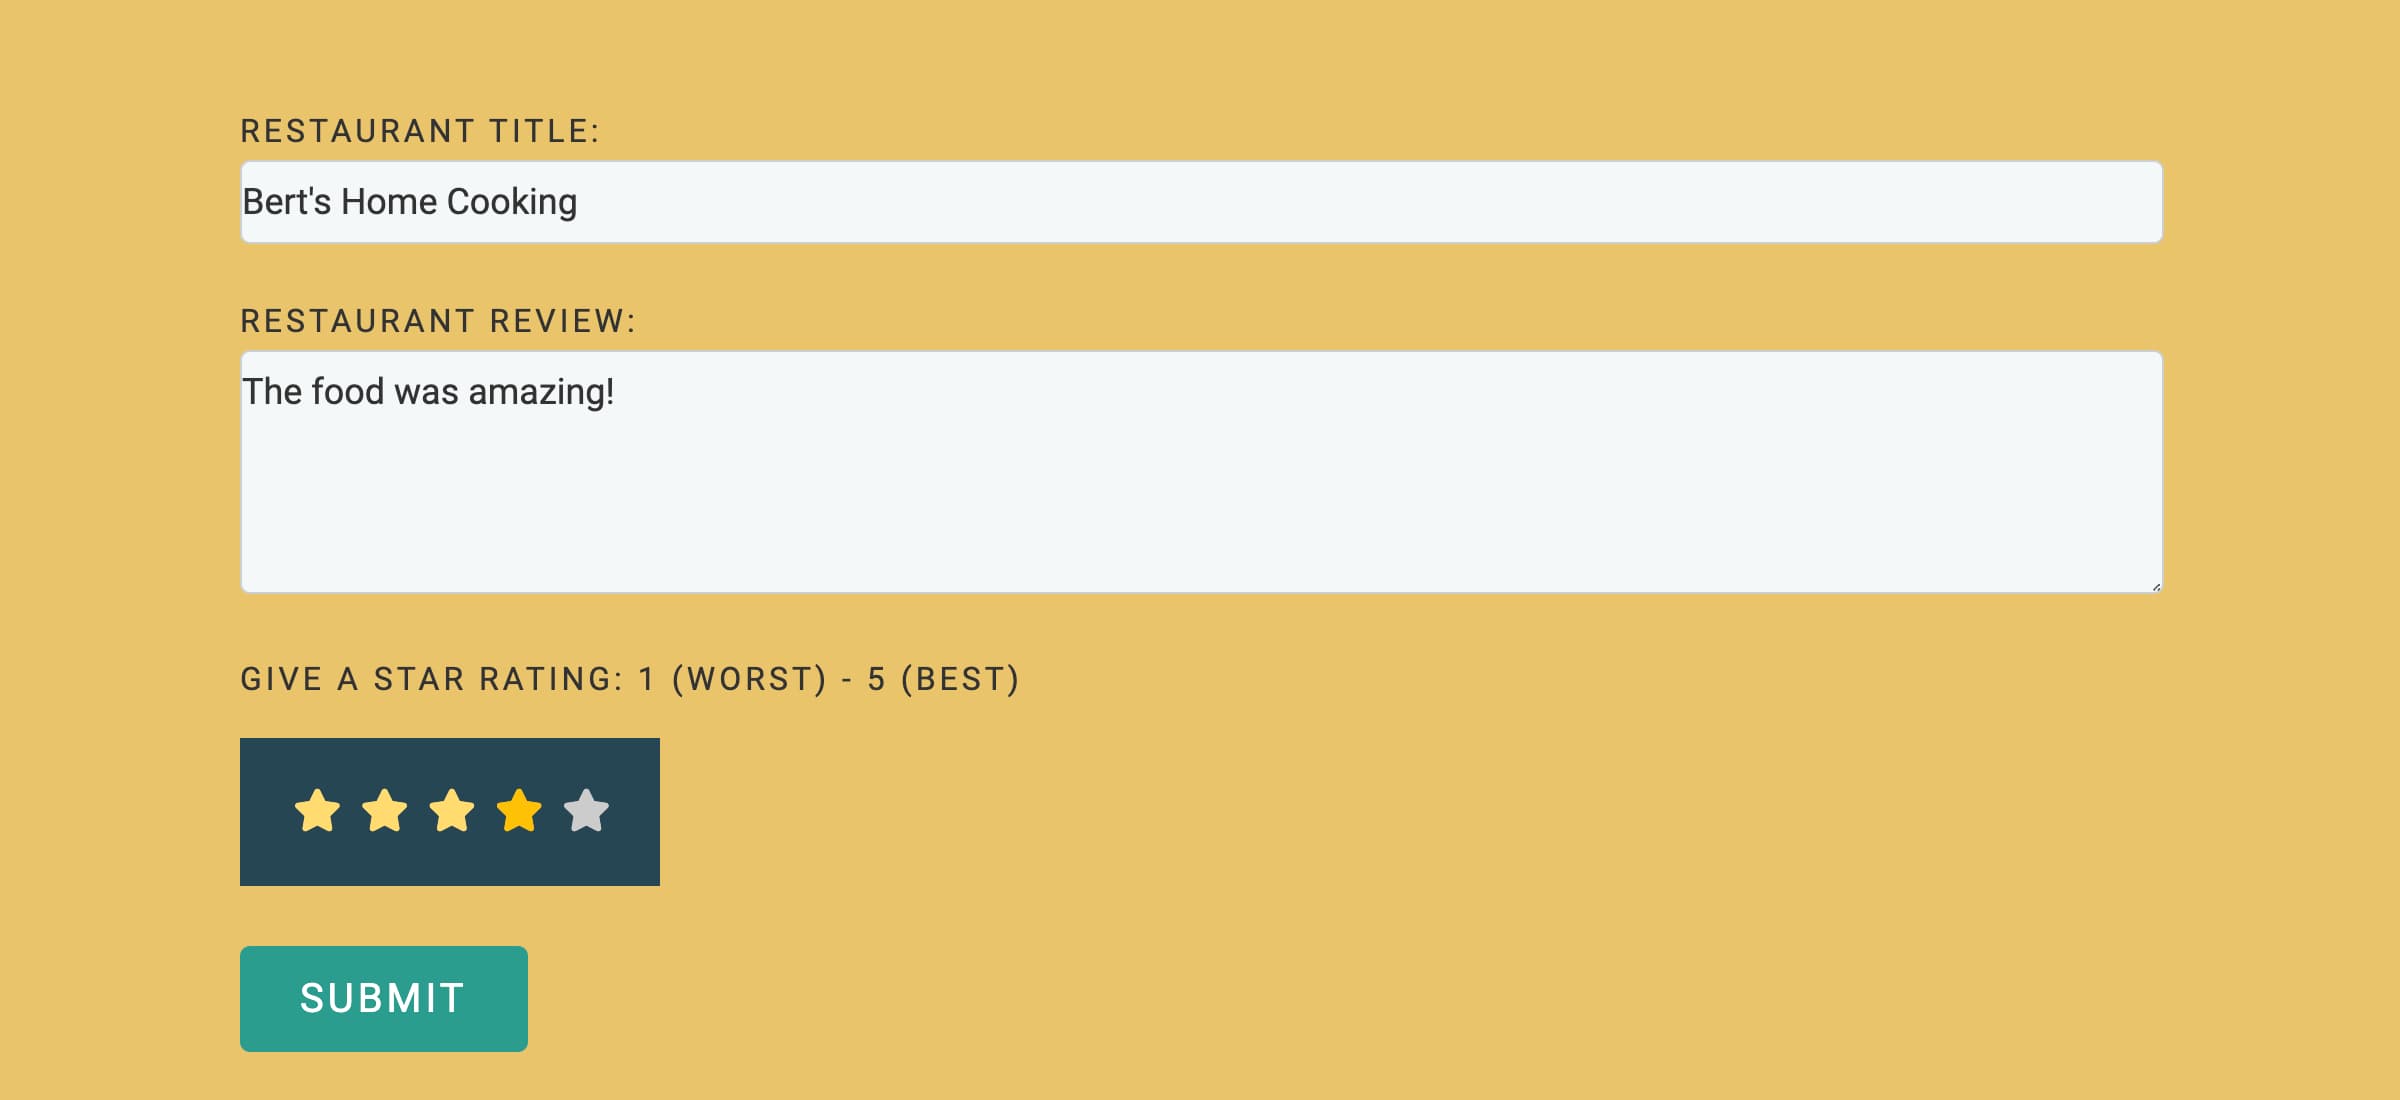 RESTAURANT TITLE:
Bert's Home Cooking
RESTAURANT REVIEW:
The food was amazing!
GIVE A STAR RATING: 1 (WORST) - 5 (BEST)
SUBMIT